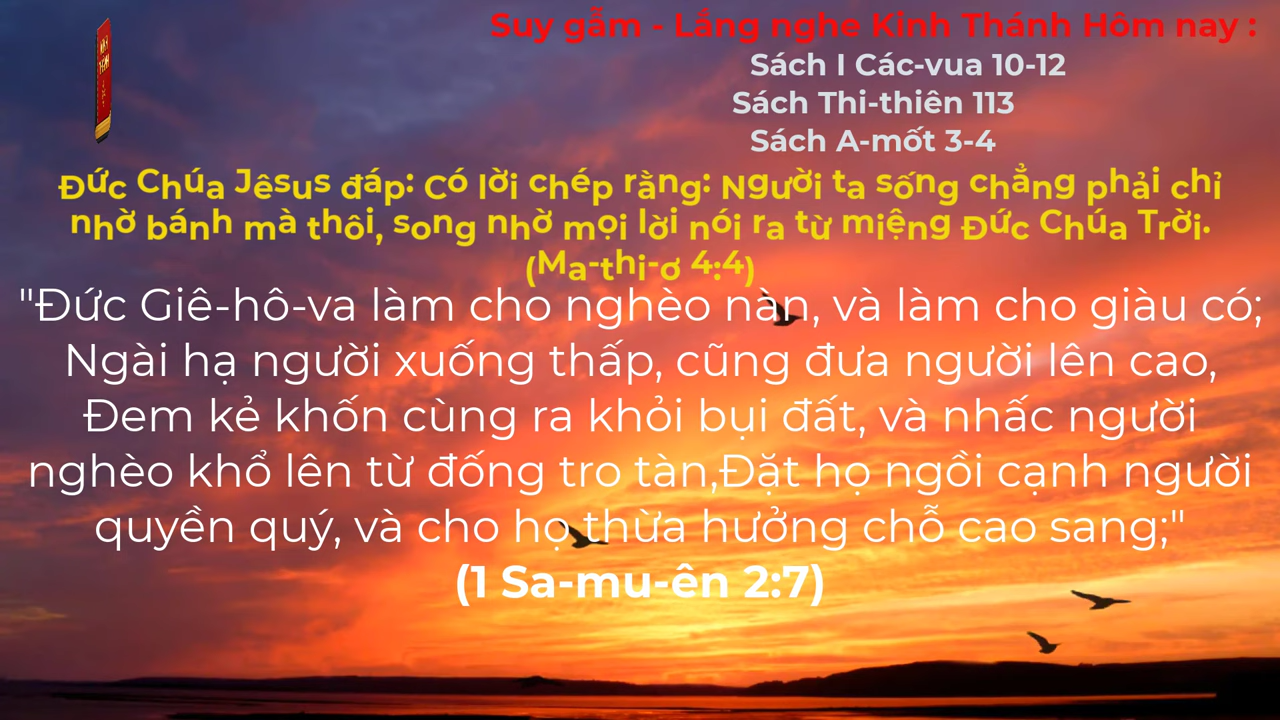 Suy gẫm - Lắng nghe Kinh Thánh Hôm nay :
Sách I Các-vua 10-12
Sách Thi-thiên 113
Sách A-mốt 3-4
Đức Chúa Jêsus đáp: Có lời chép rằng: Người ta sống chẳng phải chỉ
nhờ bánh mà thôi, song nhờ mọi lời nói ra từ miệng Đức Chúa Trời.
(Ma-thi-ơ 4:4)
"Đức Giê-hô-va làm cho nghèo nàn, và làm cho giàu có;
Ngài hạ người xuống thấp, cũng đưa người lên cao,
Đem kẻ khốn cùng ra khỏi bụi đất, và nhấc người
nghèo khổ lên từ đống tro tàn,Đặt họ ngồi cạnh người
quyền quý, và cho họ thừa hưởng chỗ cao sang;"
(1 Sa-mu-ên 2:7)